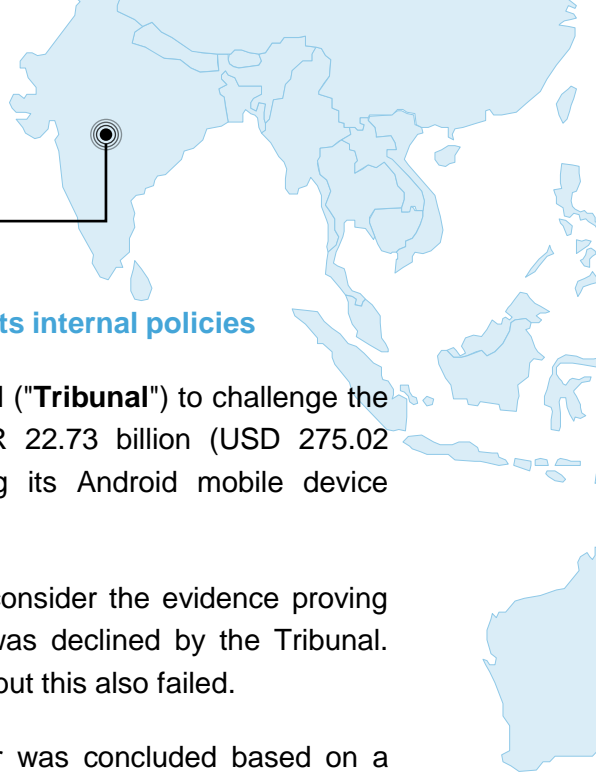 ts internal policies
l ("Tribunal") to challenge the
R 22.73 billion (USD 275.02
g its Android mobile device
consider the evidence proving
was declined by the Tribunal.
but this also failed.
r was concluded based on a